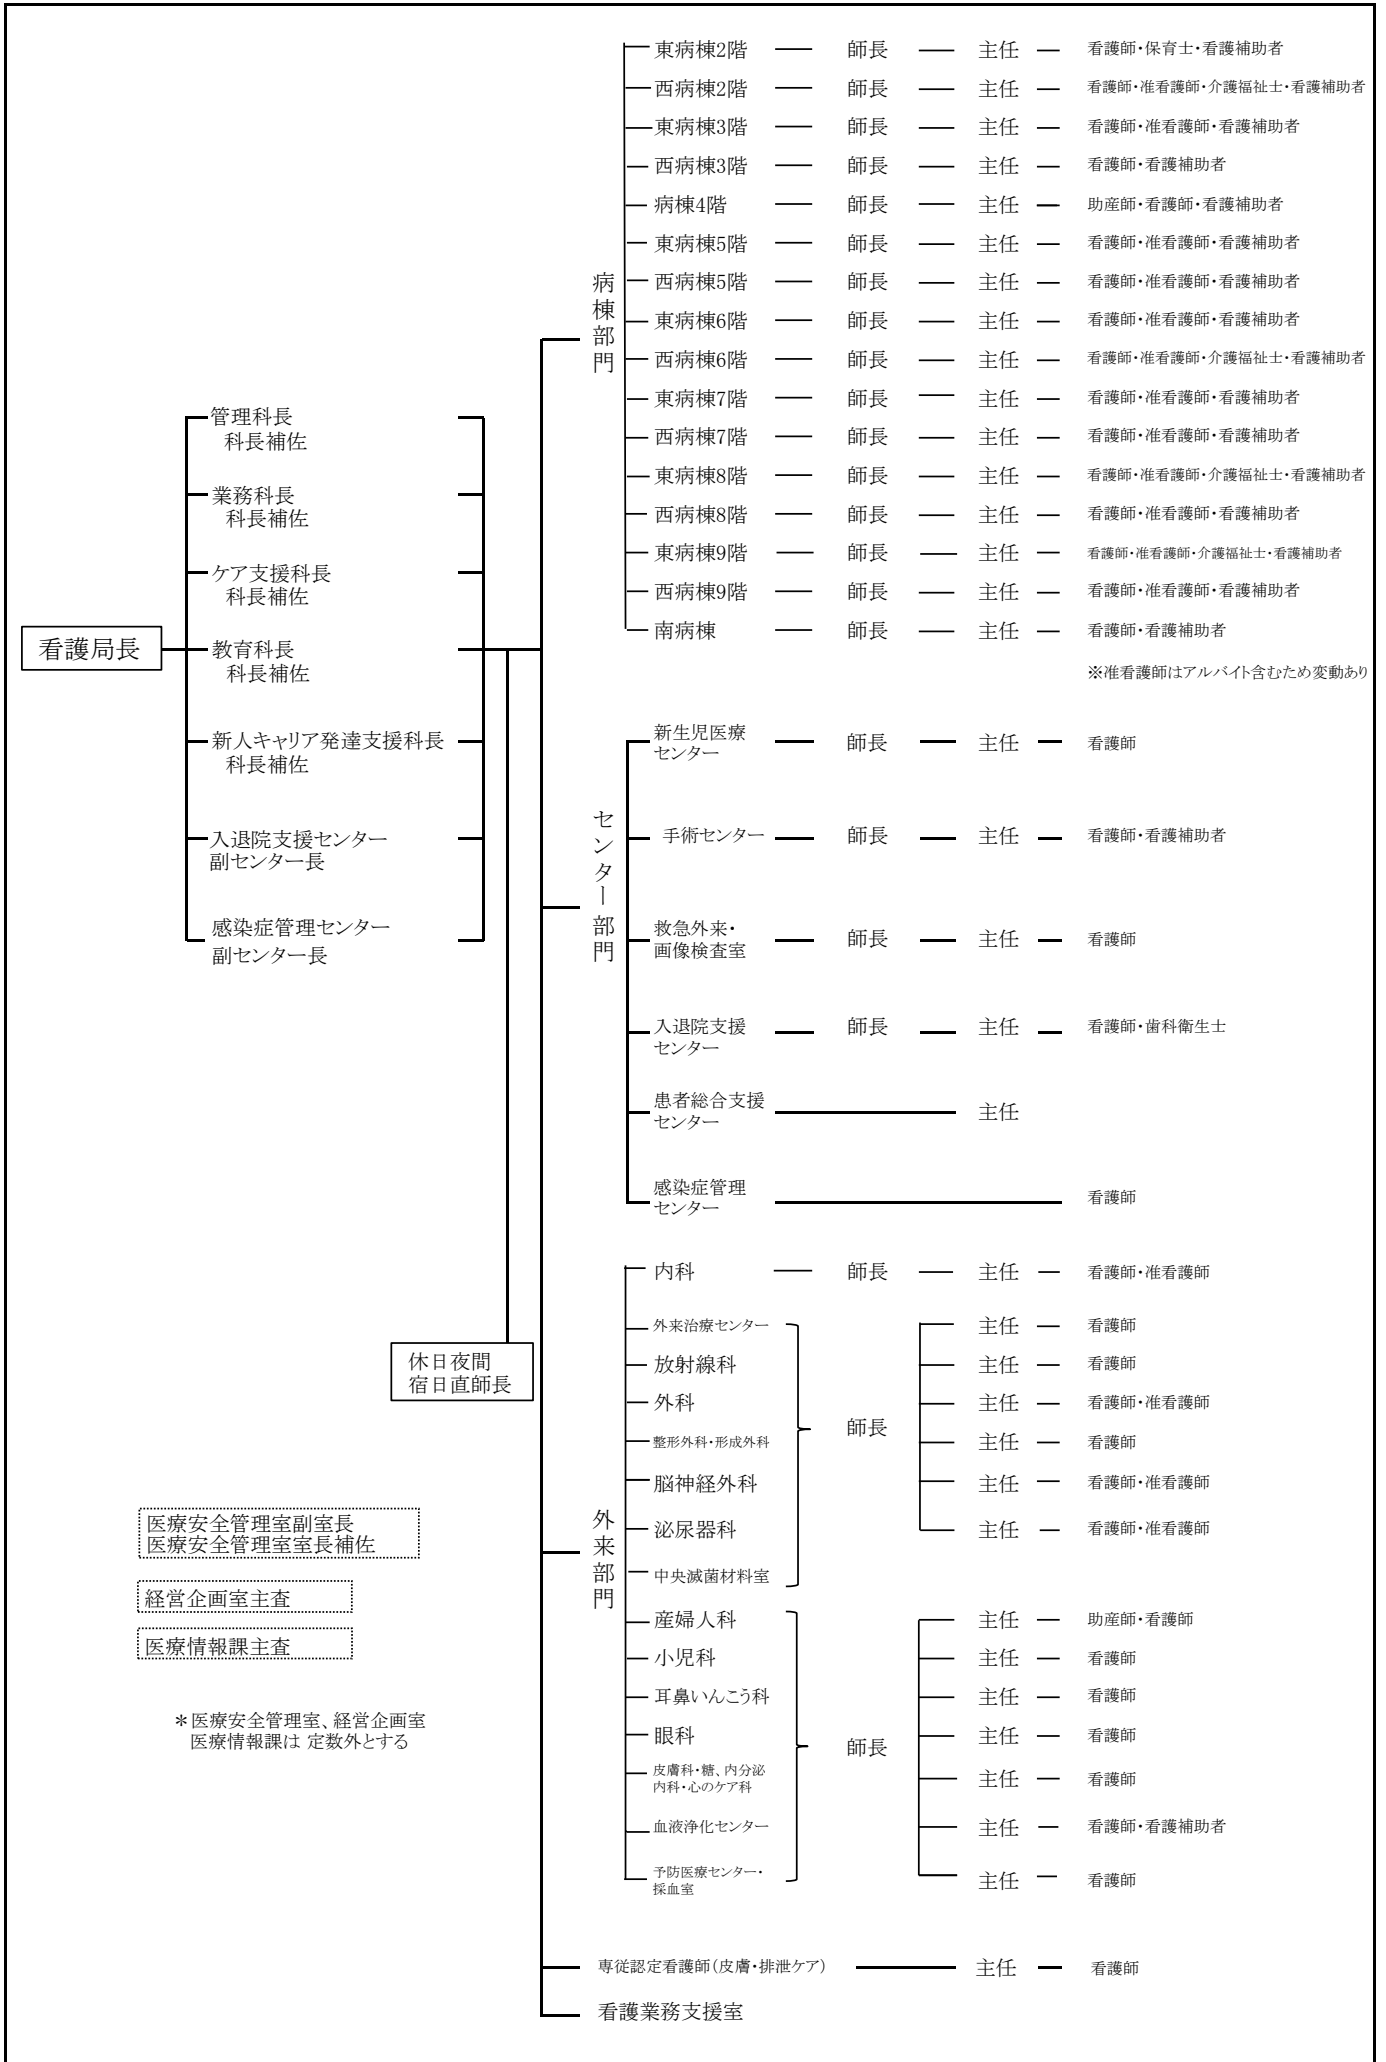 看護局長
管理科長
科長補佐
業務科長
科長補佐
ケア支援科長
科長補佐
教育科長
科長補佐
新人キャリア発達支援科長
科長補佐
入退院支援センター
副センター長
感染症管理センター
副センター長
休日夜間
宿日直師長
医療安全管理室副室長
医療安全管理室室長補佐
経営企画室主査
医療情報課主査
＊医療安全管理室、経営企画室
医療情報課は 定数外とする
病棟部門
東病棟2階 師長 主任 看護師・保育士・看護補助者
西病棟2階 師長 主任 看護師・准看護師・介護福祉士・看護補助者
東病棟3階 師長 主任 看護師・准看護師・看護補助者
西病棟3階 師長 主任 看護師・看護補助者
病棟4階 師長 主任 助産師・看護師・看護補助者
東病棟5階 師長 主任 看護師・准看護師・看護補助者
西病棟5階 師長 主任 看護師・准看護師・看護補助者
東病棟6階 師長 主任 看護師・准看護師・看護補助者
西病棟6階 師長 主任 看護師・准看護師・介護福祉士・看護補助者
東病棟7階 師長 主任 看護師・准看護師・看護補助者
西病棟7階 師長 主任 看護師・准看護師・看護補助者
東病棟8階 師長 主任 看護師・准看護師・介護福祉士・看護補助者
西病棟8階 師長 主任 看護師・准看護師・看護補助者
東病棟9階 師長 主任 看護師・准看護師・介護福祉士・看護補助者
西病棟9階 師長 主任 看護師・准看護師・看護補助者
南病棟 師長 主任 看護師・看護補助者
※准看護師はアルバイト含むため変動あり
センター部門
新生児医療
センター 師長 主任 看護師
手術センター 師長 主任 看護師・看護補助者
救急外来・
画像検査室 師長 主任 看護師
入退院支援
センター 師長 主任 看護師・歯科衛生士
患者総合支援
センター 主任
感染症管理
センター 看護師
外来部門
内科 師長 主任 看護師・准看護師
外来治療センター 主任 看護師
放射線科 主任 看護師
外科 主任 看護師・准看護師
師長
整形外科・形成外科 主任 看護師
脳神経外科 主任 看護師・准看護師
泌尿器科 主任 看護師・准看護師
中央滅菌材料室
産婦人科 主任 助産師・看護師
小児科 主任 看護師
耳鼻いんこう科 主任 看護師
眼科 主任 看護師
師長
皮膚科・糖、内分泌
内科・心のケア科 主任 看護師
血液浄化センター 主任 看護師・看護補助者
予防医療センター・
採血室 主任 看護師
専従認定看護師（皮膚・排泄ケア） 主任 看護師
看護業務支援室